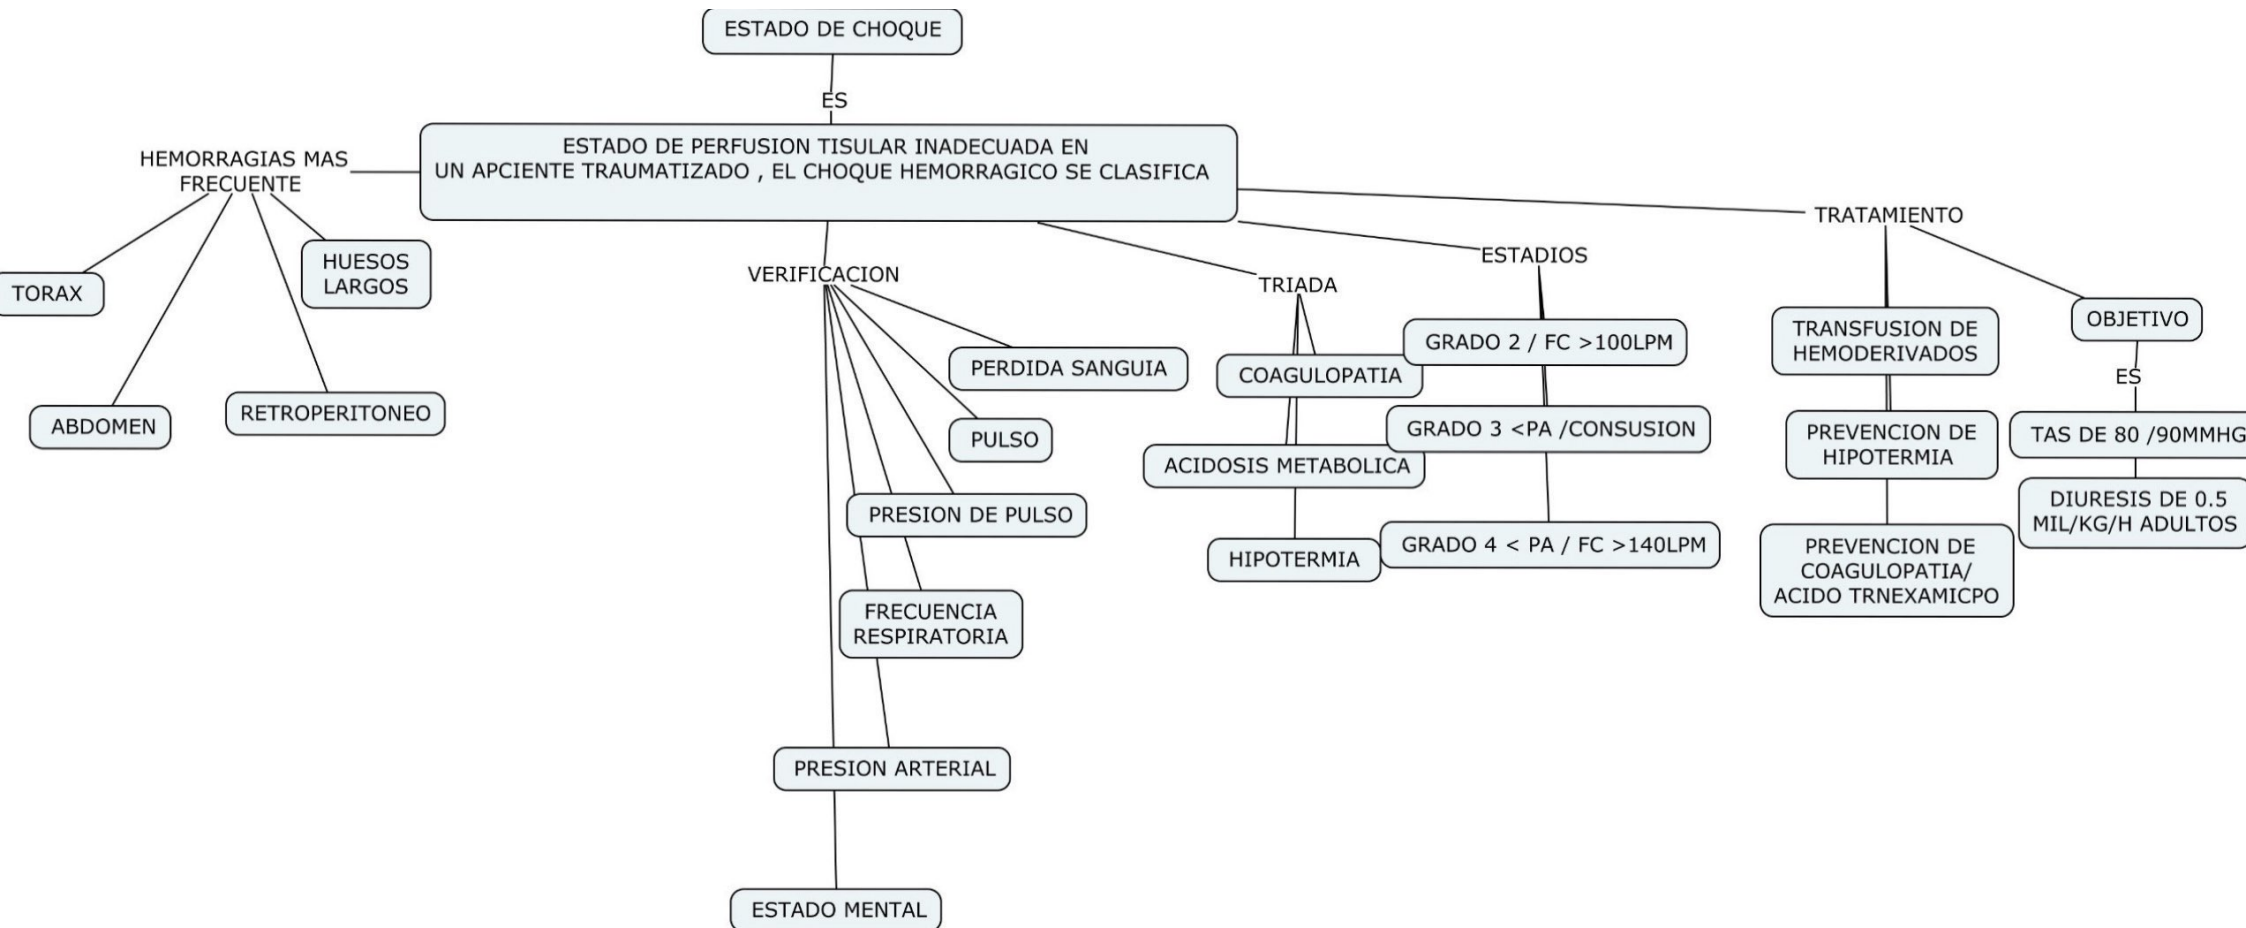 ESTADO DE CHOQUE
ES
ESTADO DE PERFUSION TISULAR INADECUADA EN
UN APCIENTE TRAUMATIZADO , EL CHOQUE HEMORRAGICO SE CLASIFICA
HEMORRAGIAS MAS
FRECUENTE
TORAX
ABDOMEN
RETROPERITONEO
HUESOS
LARGOS
VERIFICACION
PERDIDA SANGUIA
PULSO
PRESION DE PULSO
FRECUENCIA
RESPIRATORIA
PRESION ARTERIAL
ESTADO MENTAL
TRIADA
COAGULOPATIA
ACIDOSIS METABOLICA
HIPOTERMIA
ESTADIOS
GRADO 2 / FC >100LPM
GRADO 3 <PA /CONSUSION
GRADO 4 < PA / FC >140LPM
TRATAMIENTO
TRANSFUSION DE
HEMODERIVADOS
PREVENCION DE
HIPOTERMIA
PREVENCION DE
COAGULOPATIA/
ACIDO TRNEXAMICPO
OBJETIVO
ES
TAS DE 80 /90MMHG
DIURESIS DE 0.5
MIL/KG/H ADULTOS